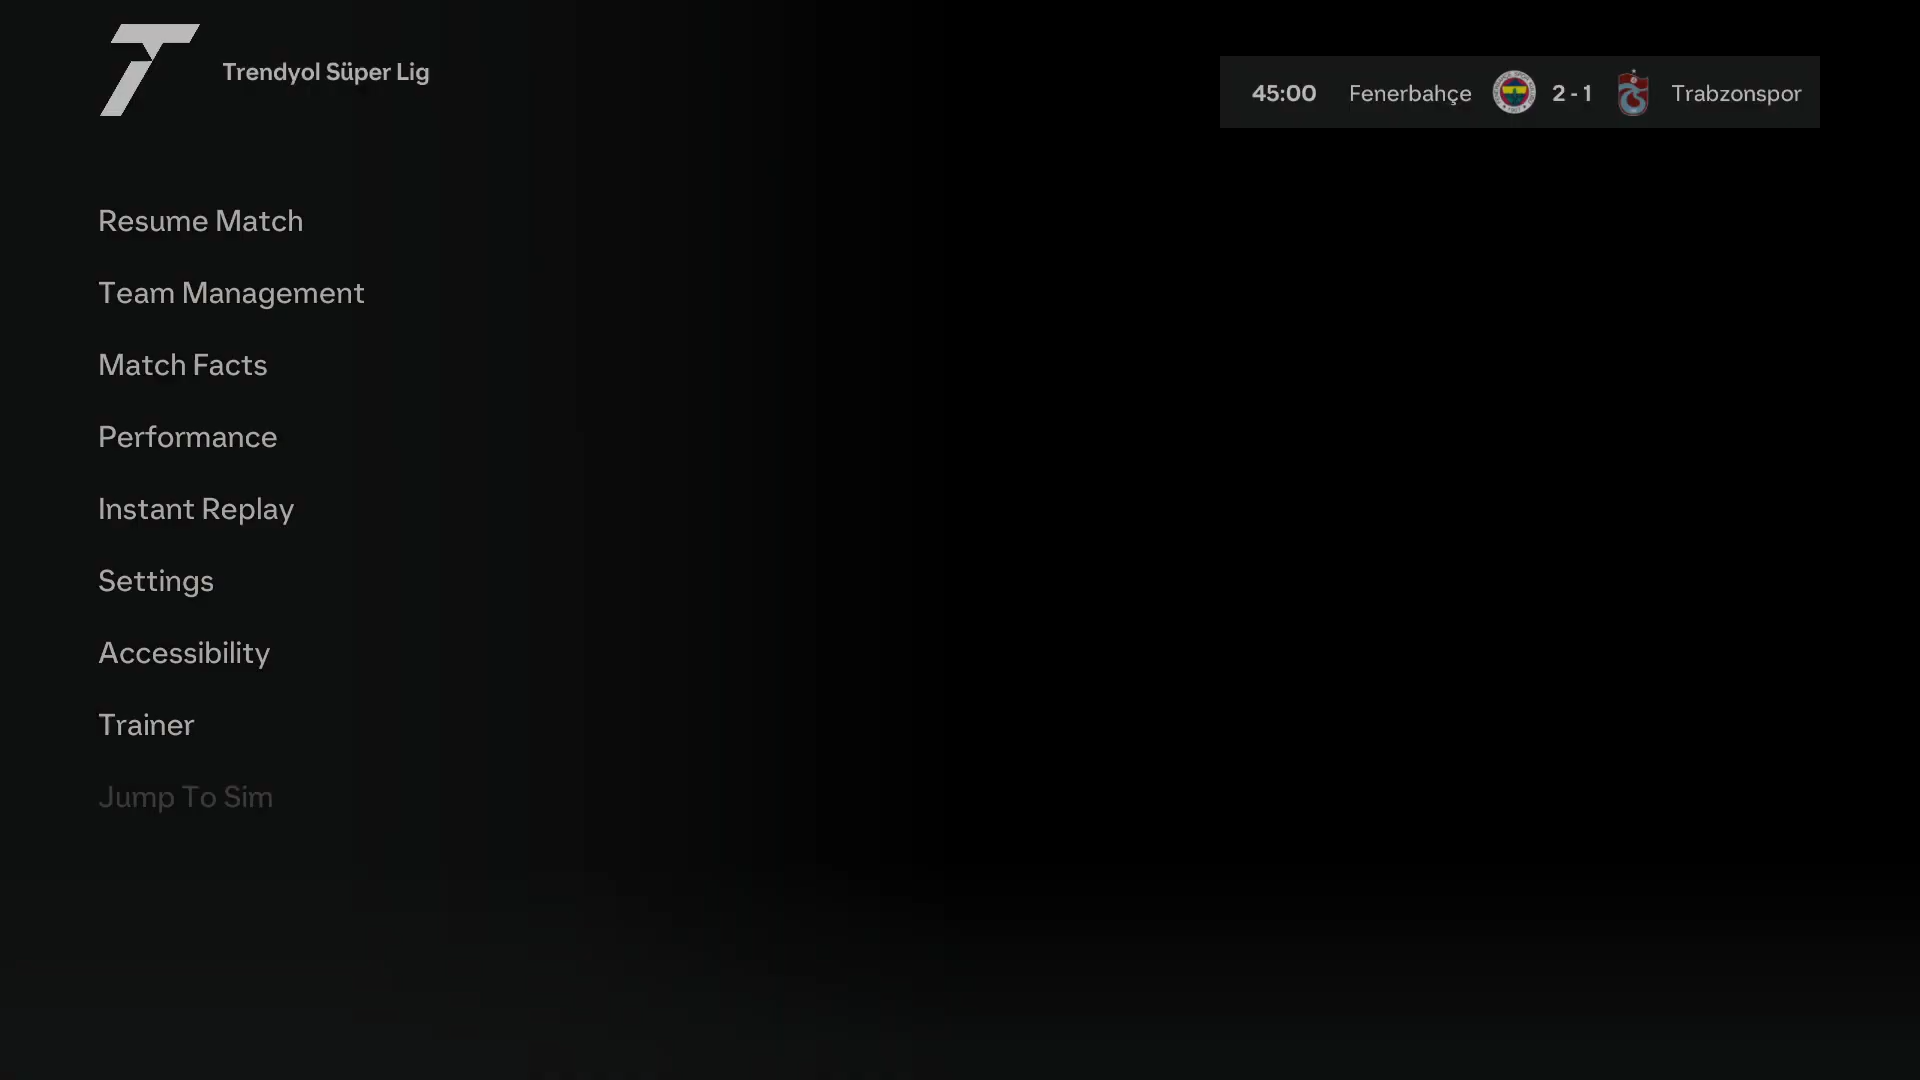 Trendyol Süper Lig
45:00 Fenerbahçe 2 - 1 Trabzonspor
Resume Match
Team Management
Match Facts
Performance
Instant Replay
Settings
Accessibility
Trainer
Jump To Sim